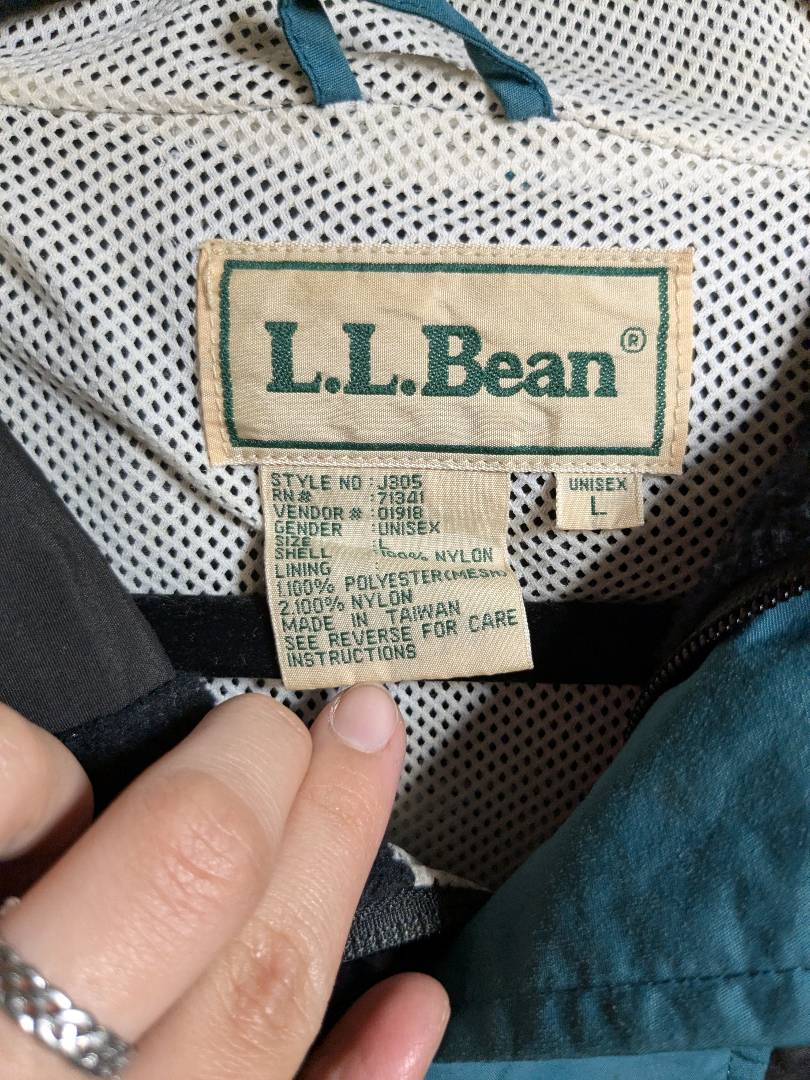 L.L.Bean®
STYLE NO : J305
RN# : 71341
VENDOR # : 01918
GENDER : UNISEX
SIZE : L
SHELL : 100% NYLON
LINING :
1.100% POLYESTER(MESH)
2.100% NYLON
MADE IN TAIWAN
SEE REVERSE FOR CARE
INSTRUCTIONS
UNISEX
L